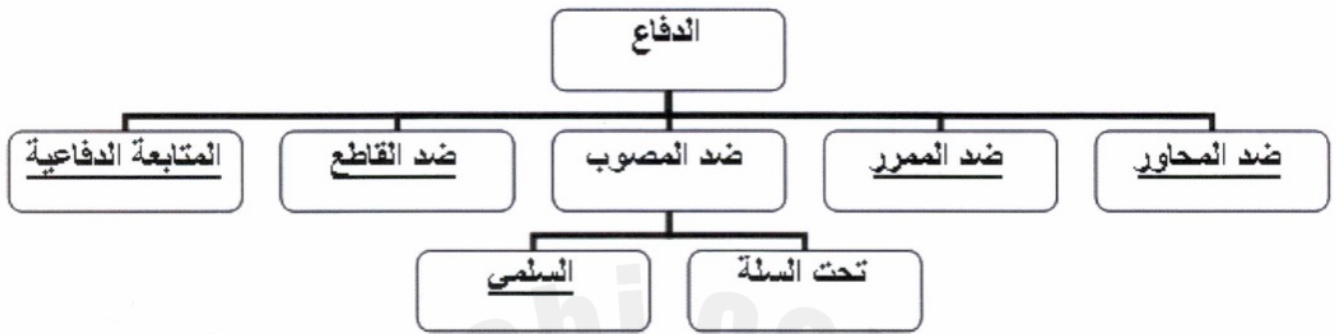 الدفاع
ضد المحاور
ضد الممرر
ضد المصوب
ضد القاطع
المتابعة الدفاعية
تحت السلة
السلمي